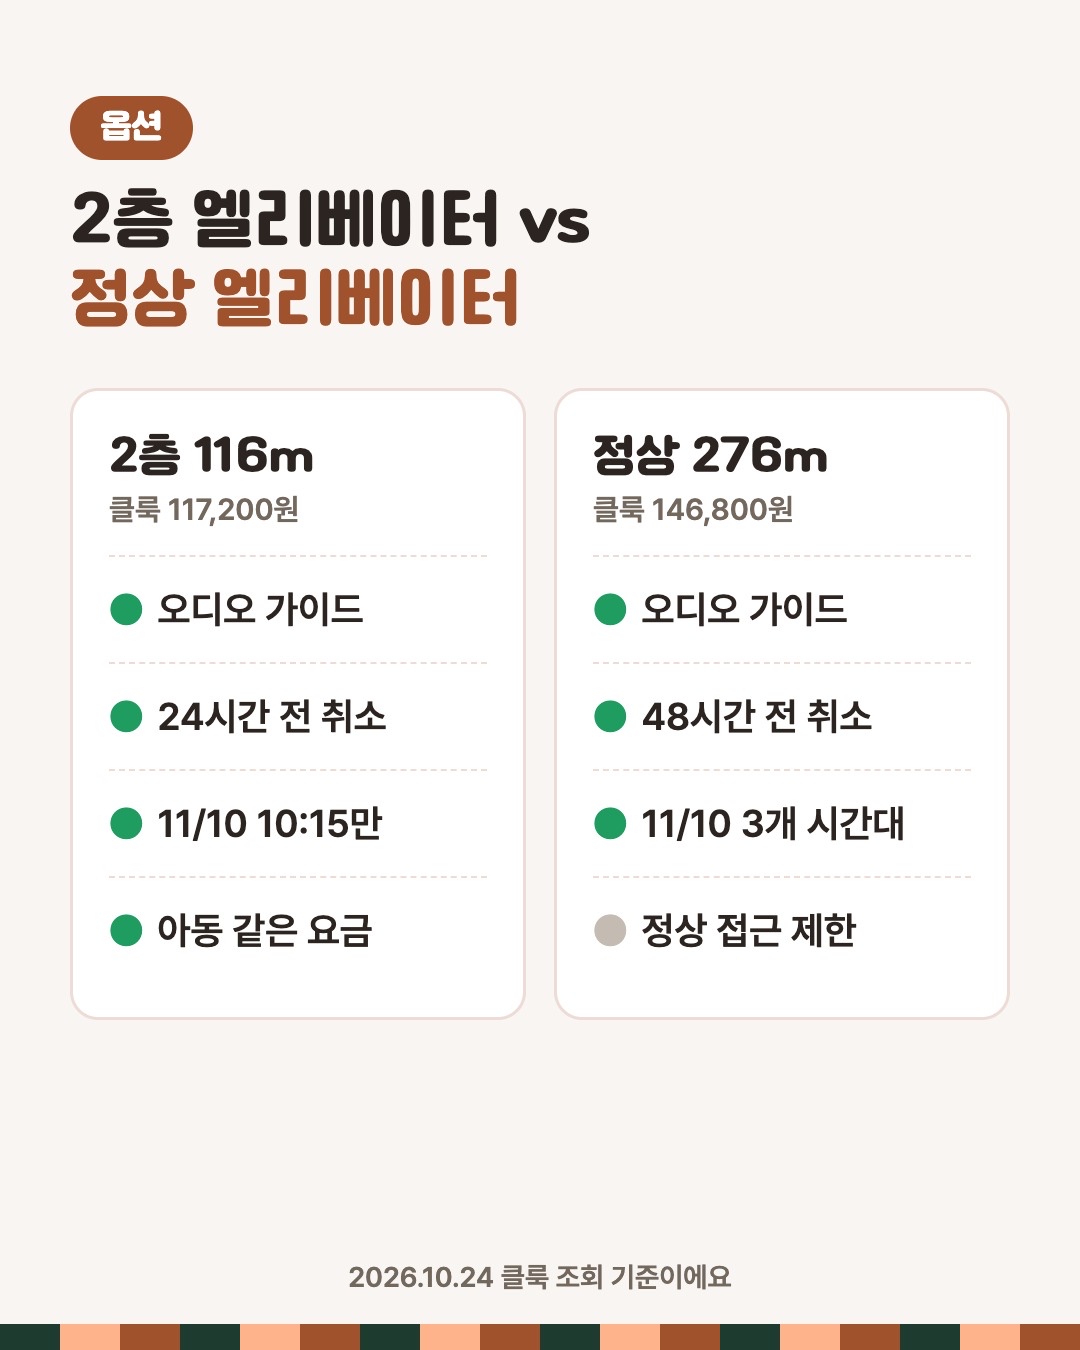 옵션
2층 엘리베이터 vs
정상 엘리베이터
2층 116m
클룩 117,200원
오디오 가이드
24시간 전 취소
11/10 10:15만
아동 같은 요금
정상 276m
클룩 146,800원
오디오 가이드
48시간 전 취소
11/10 3개 시간대
정상 접근 제한
2026.10.24 클룩 조회 기준이에요